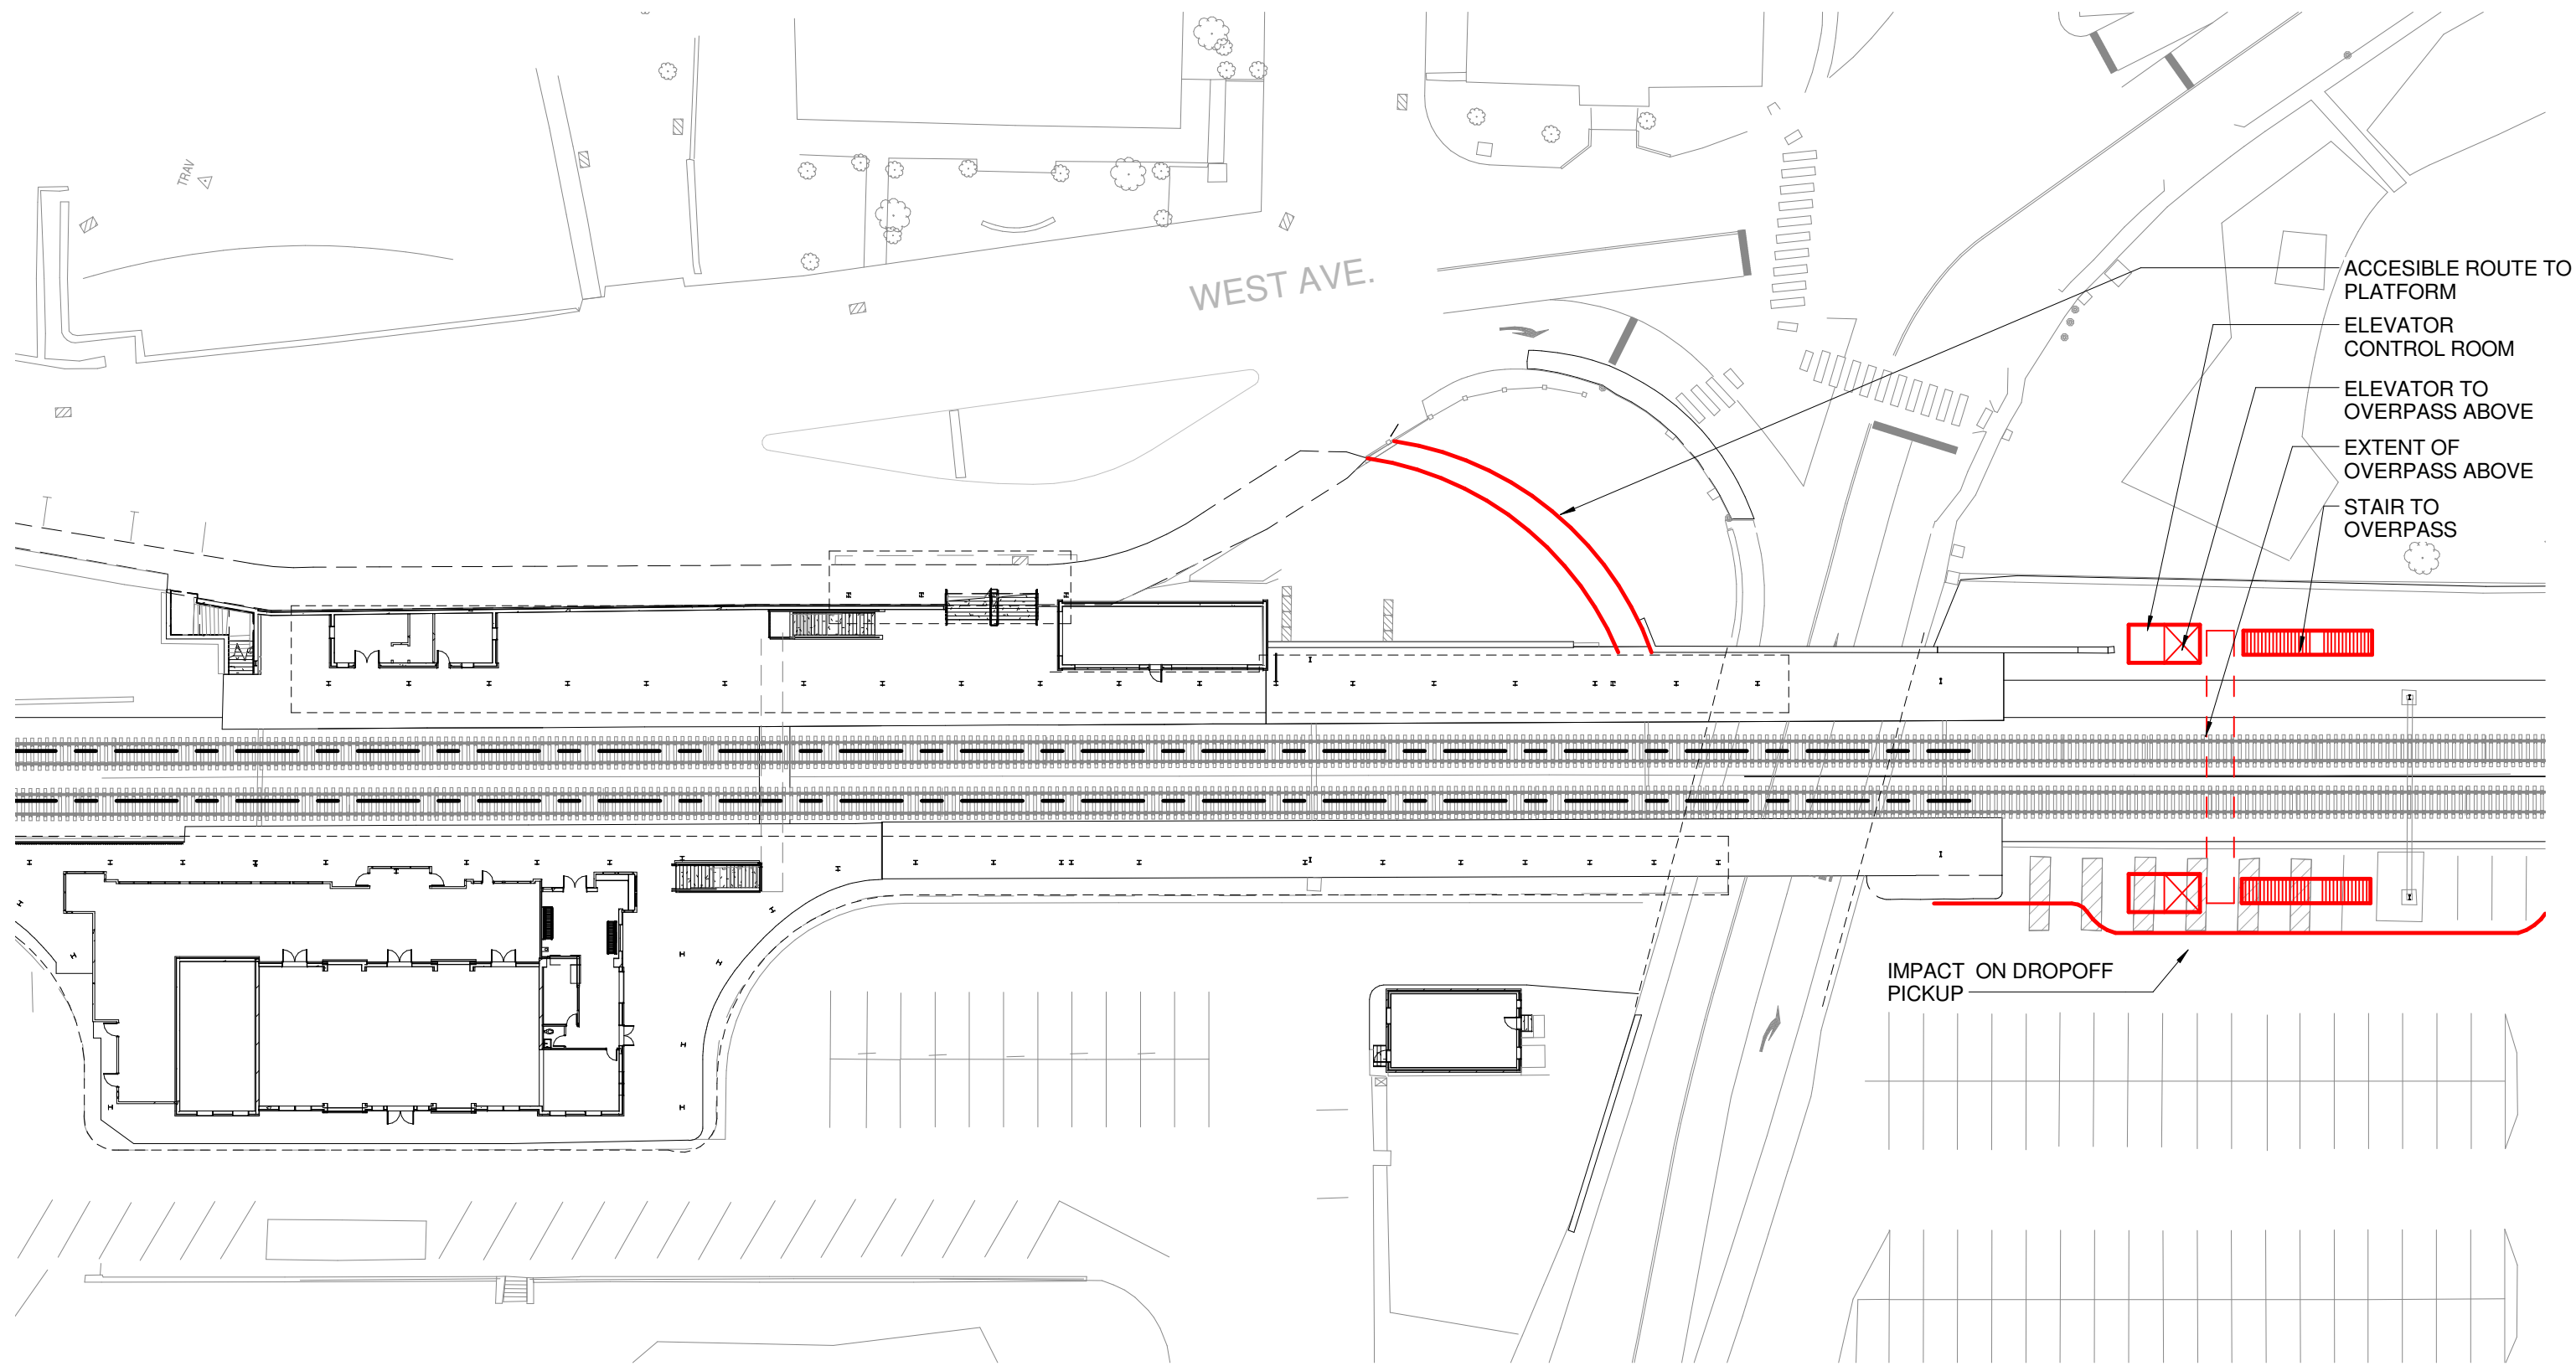 TRAV
WEST AVE.
ACCESIBLE ROUTE TO
PLATFORM
ELEVATOR
CONTROL ROOM
ELEVATOR TO
OVERPASS ABOVE
EXTENT OF
OVERPASS ABOVE
STAIR TO
OVERPASS
IMPACT ON DROPOFF
PICKUP